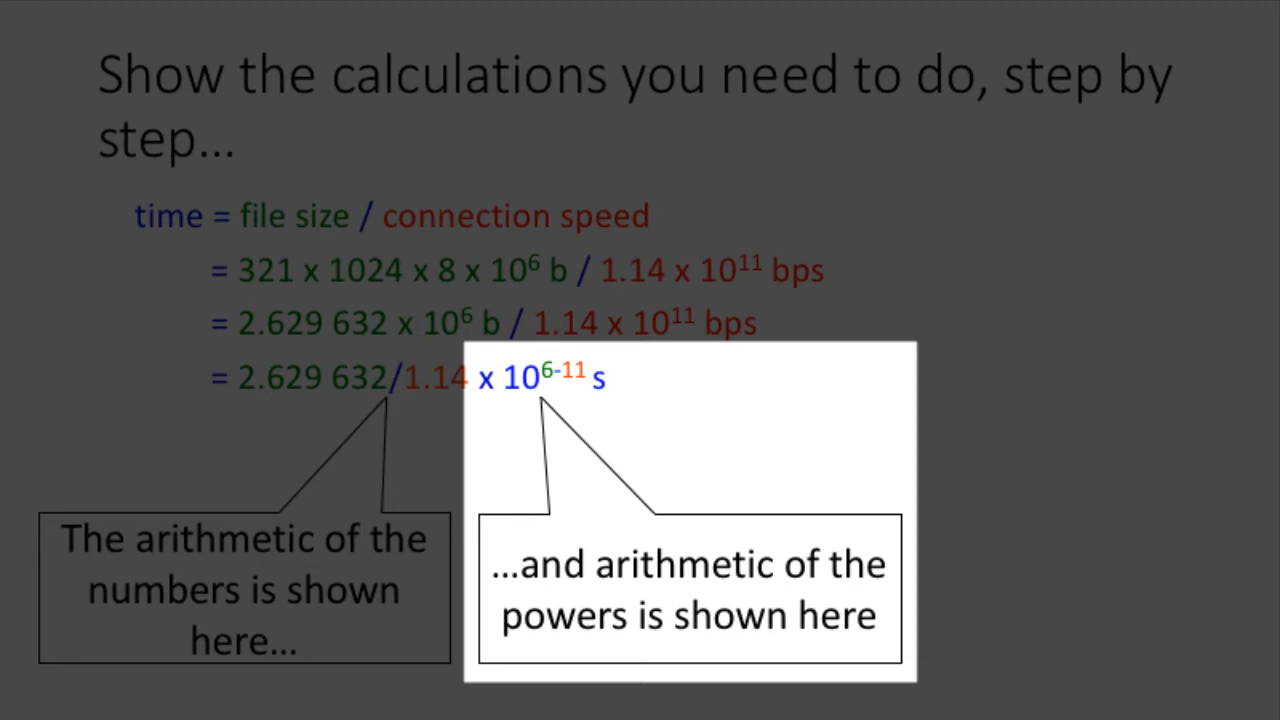 Show the calculations you need to do, step by
step…
time = file size / connection speed
= 321 x 1024 x 8 x 10⁶ b / 1.14 x 10¹¹ bps
= 2.629 632 x 10⁶ b / 1.14 x 10¹¹ bps
= 2.629 632/1.14 x 10⁶⁻¹¹ s
The arithmetic of the
numbers is shown
here…
…and arithmetic of the
powers is shown here